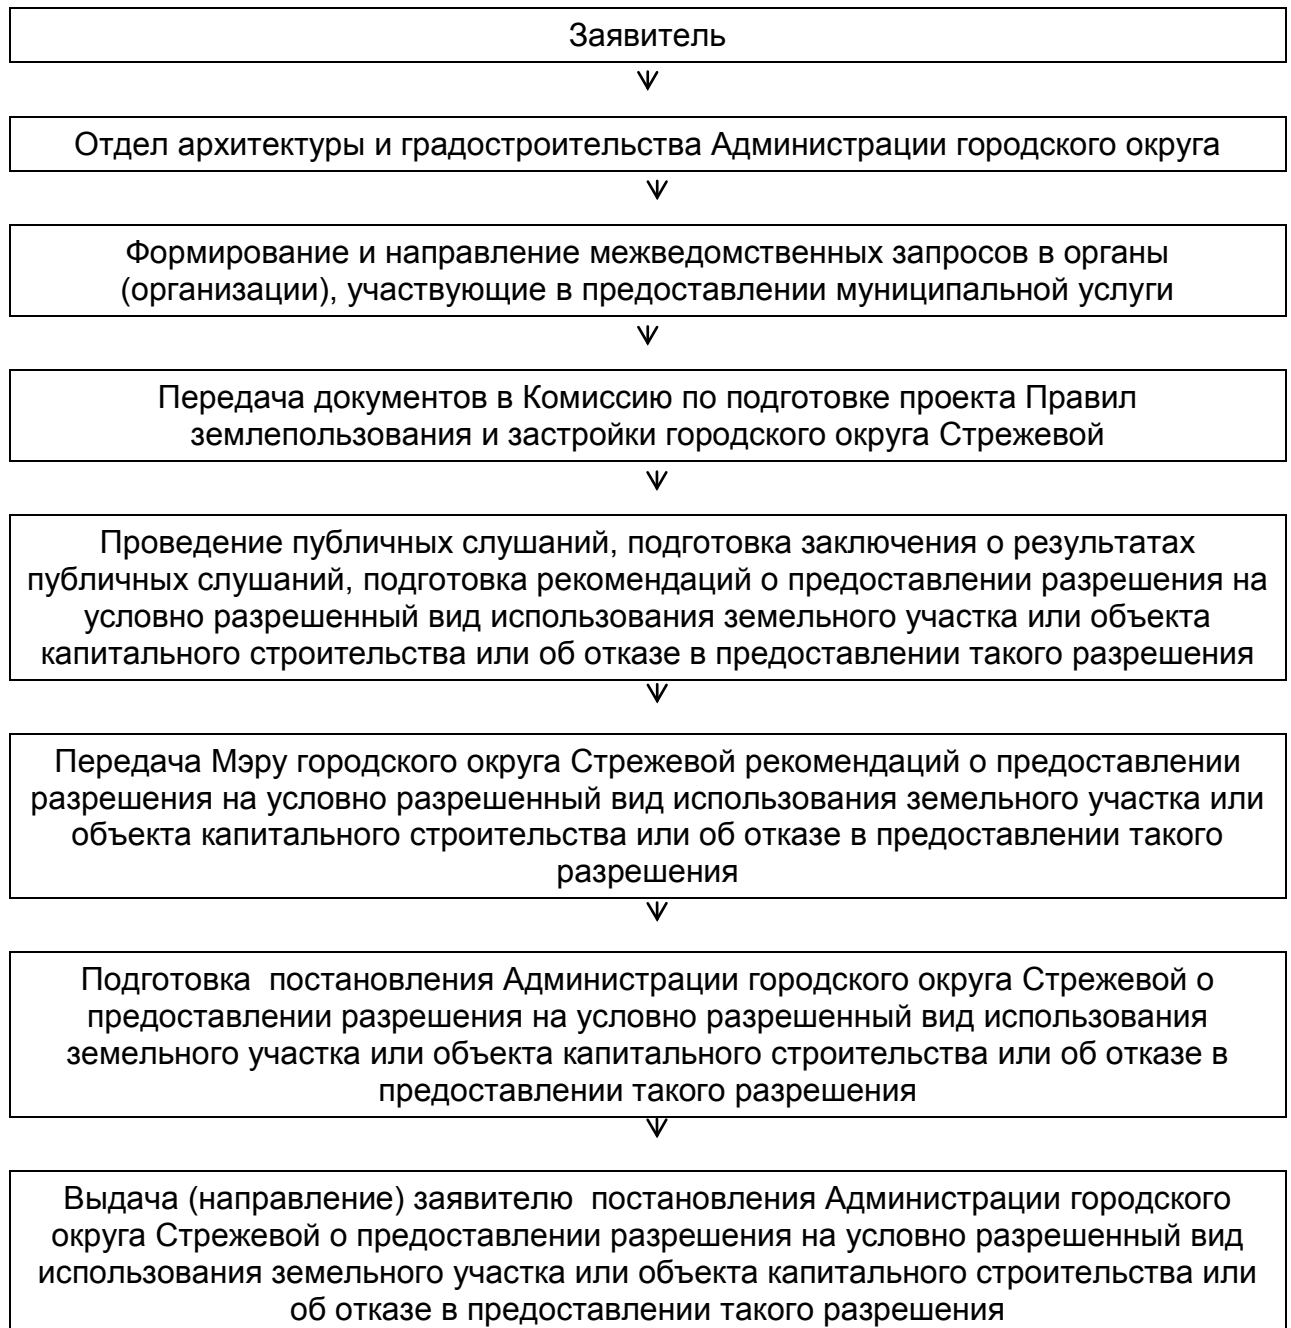 Заявитель
Отдел архитектуры и градостроительства Администрации городского округа
Формирование и направление межведомственных запросов в органы
(организации), участвующие в предоставлении муниципальной услуги
Передача документов в Комиссию по подготовке проекта Правил
землепользования и застройки городского округа Стрежевой
Проведение публичных слушаний, подготовка заключения о результатах
публичных слушаний, подготовка рекомендаций о предоставлении разрешения на
условно разрешенный вид использования земельного участка или объекта
капитального строительства или об отказе в предоставлении такого разрешения
Передача Мэру городского округа Стрежевой рекомендаций о предоставлении
разрешения на условно разрешенный вид использования земельного участка или
объекта капитального строительства или об отказе в предоставлении такого
разрешения
Подготовка  постановления Администрации городского округа Стрежевой о
предоставлении разрешения на условно разрешенный вид использования
земельного участка или объекта капитального строительства или об отказе в
предоставлении такого разрешения
Выдача (направление) заявителю  постановления Администрации городского
округа Стрежевой о предоставлении разрешения на условно разрешенный вид
использования земельного участка или объекта капитального строительства или
об отказе в предоставлении такого разрешения